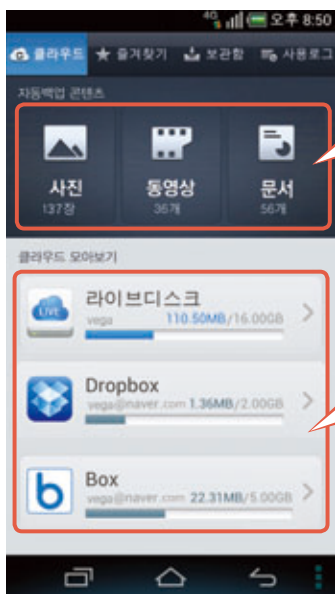 4G 오후 8:50
클라우드 즐겨찾기 보관함 사용로그
자동백업 콘텐츠
사진 동영상 문서
137장 36개 56개
클라우드 모아보기
LIVE
라이브디스크
vega 110.50MB/16.00GB
Dropbox
vega@naver.com 1.36MB/2.00GB
b
Box
vega@naver.com 22.31MB/5.00GB